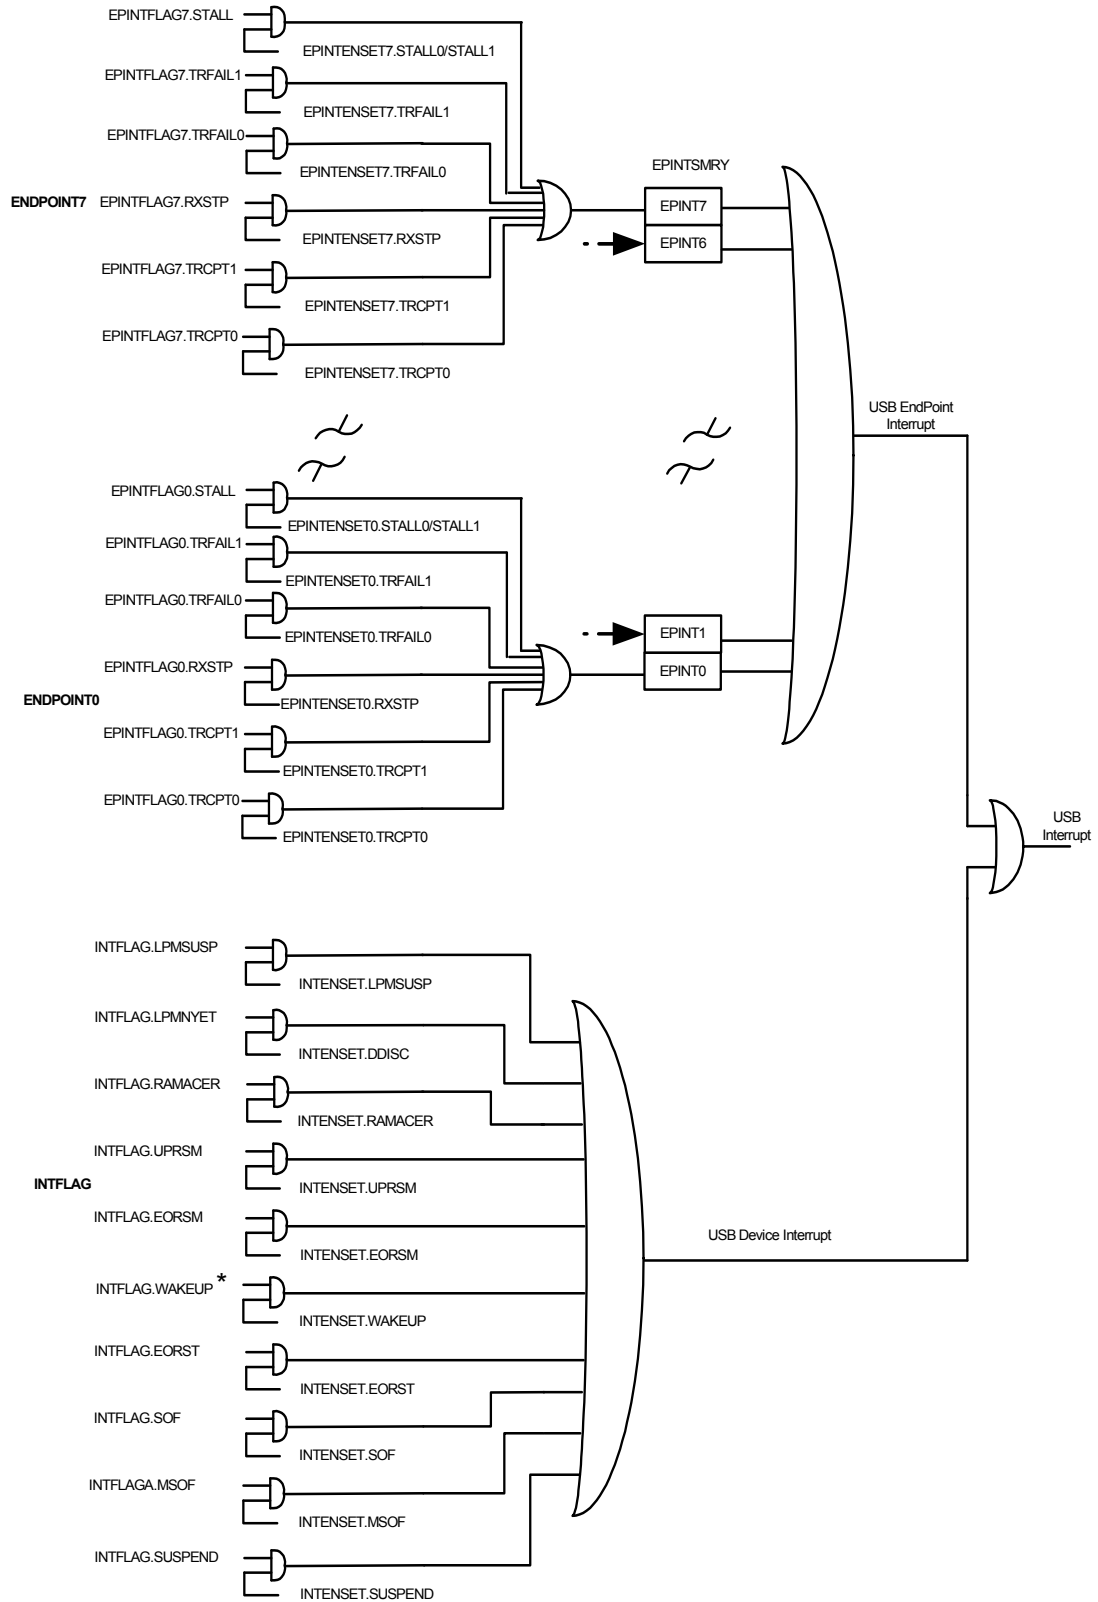 EPINTFLAG7.STALL
EPINTENSET7.STALL0/STALL1
EPINTFLAG7.TRFAIL1
EPINTENSET7.TRFAIL1
EPINTFLAG7.TRFAIL0
EPINTENSET7.TRFAIL0
ENDPOINT7 EPINTFLAG7.RXSTP
EPINTENSET7.RXSTP
EPINTFLAG7.TRCPT1
EPINTENSET7.TRCPT1
EPINTFLAG7.TRCPT0
EPINTENSET7.TRCPT0
EPINTSMRY
EPINT7
EPINT6
USB EndPoint
Interrupt
EPINTFLAG0.STALL
EPINTENSET0.STALL0/STALL1
EPINTFLAG0.TRFAIL1
EPINTENSET0.TRFAIL1
EPINTFLAG0.TRFAIL0
EPINTENSET0.TRFAIL0
EPINTFLAG0.RXSTP
ENDPOINT0
EPINTENSET0.RXSTP
EPINTFLAG0.TRCPT1
EPINTENSET0.TRCPT1
EPINTFLAG0.TRCPT0
EPINTENSET0.TRCPT0
EPINT1
EPINT0
USB
Interrupt
INTFLAG.LPMSUSP
INTENSET.LPMSUSP
INTFLAG.LPMNYET
INTENSET.DDISC
INTFLAG.RAMACER
INTENSET.RAMACER
INTFLAG.UPRSM
INTFLAG
INTENSET.UPRSM
INTFLAG.EORSM
INTENSET.EORSM
INTFLAG.WAKEUP *
INTENSET.WAKEUP
INTFLAG.EORST
INTENSET.EORST
INTFLAG.SOF
INTENSET.SOF
INTFLAGA.MSOF
INTENSET.MSOF
INTFLAG.SUSPEND
INTENSET.SUSPEND
USB Device Interrupt